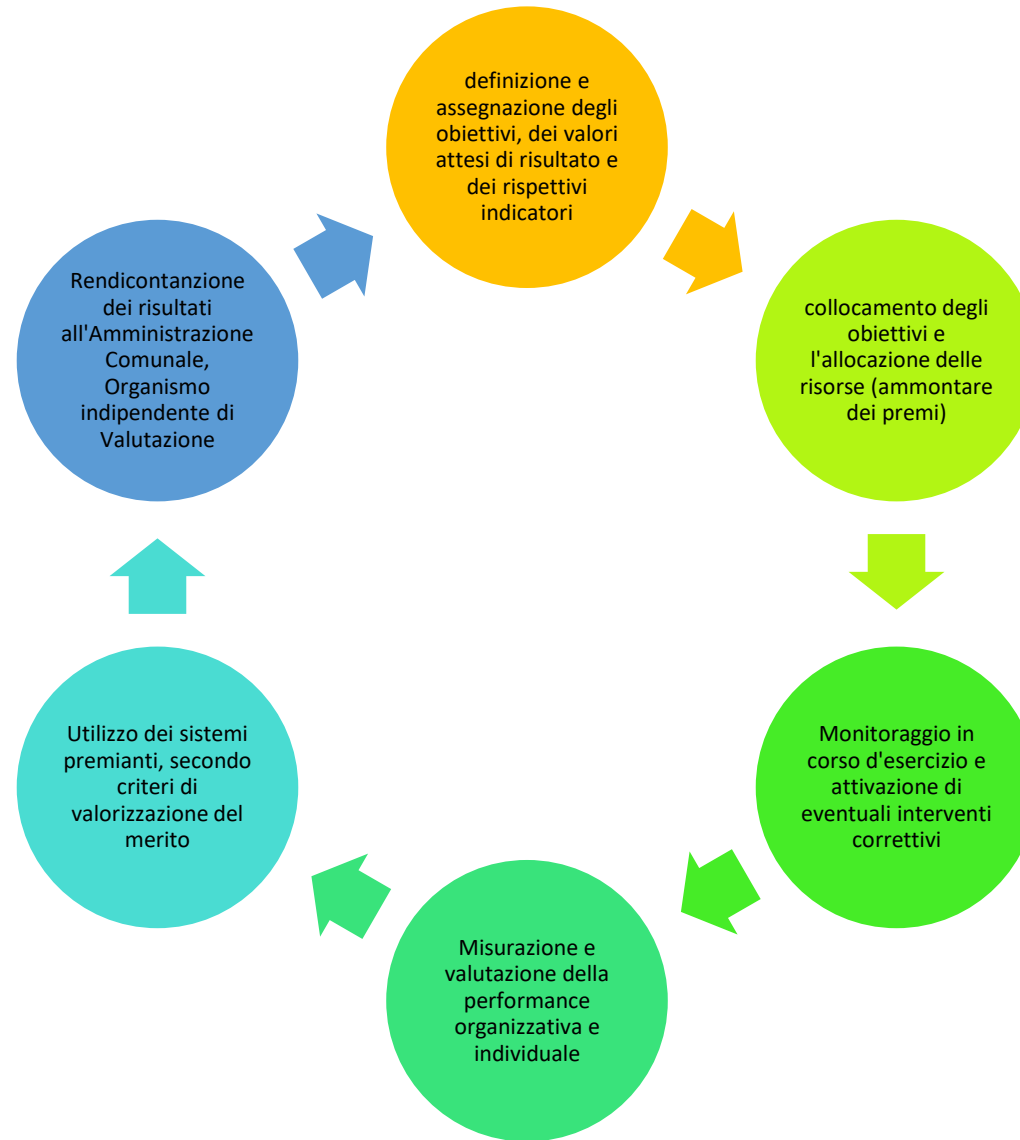 definizione e
assegnazione degli
obiettivi, dei valori
attesi di risultato e
dei rispettivi
indicatori
collocamento degli
obiettivi e
l'allocazione delle
risorse (ammontare
dei premi)
Monitoraggio in
corso d'esercizio e
attivazione di
eventuali interventi
correttivi
Misurazione e
valutazione della
performance
organizzativa e
individuale
Utilizzo dei sistemi
premianti, secondo
criteri di
valorizzazione del
merito
Rendicontanzione
dei risultati
all'Amministrazione
Comunale,
Organismo
indipendente di
Valutazione